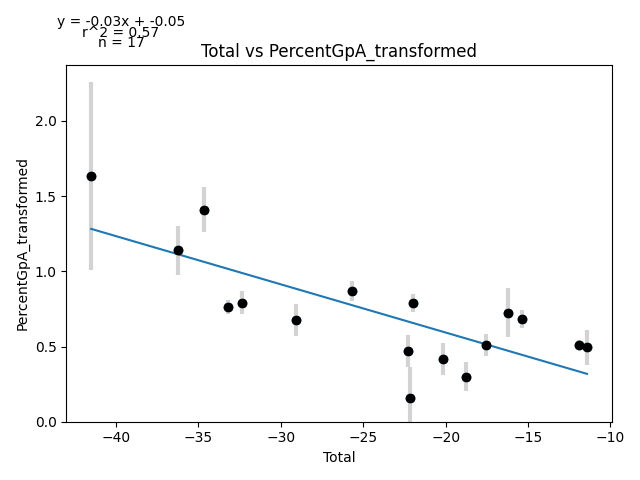 y = -0.03x + -0.05
r^2 = 0.57
n = 17
Total vs PercentGpA_transformed
PercentGpA_transformed
2.0
1.5
1.0
0.5
0.0
−40
−35
−30
−25
−20
−15
−10
Total